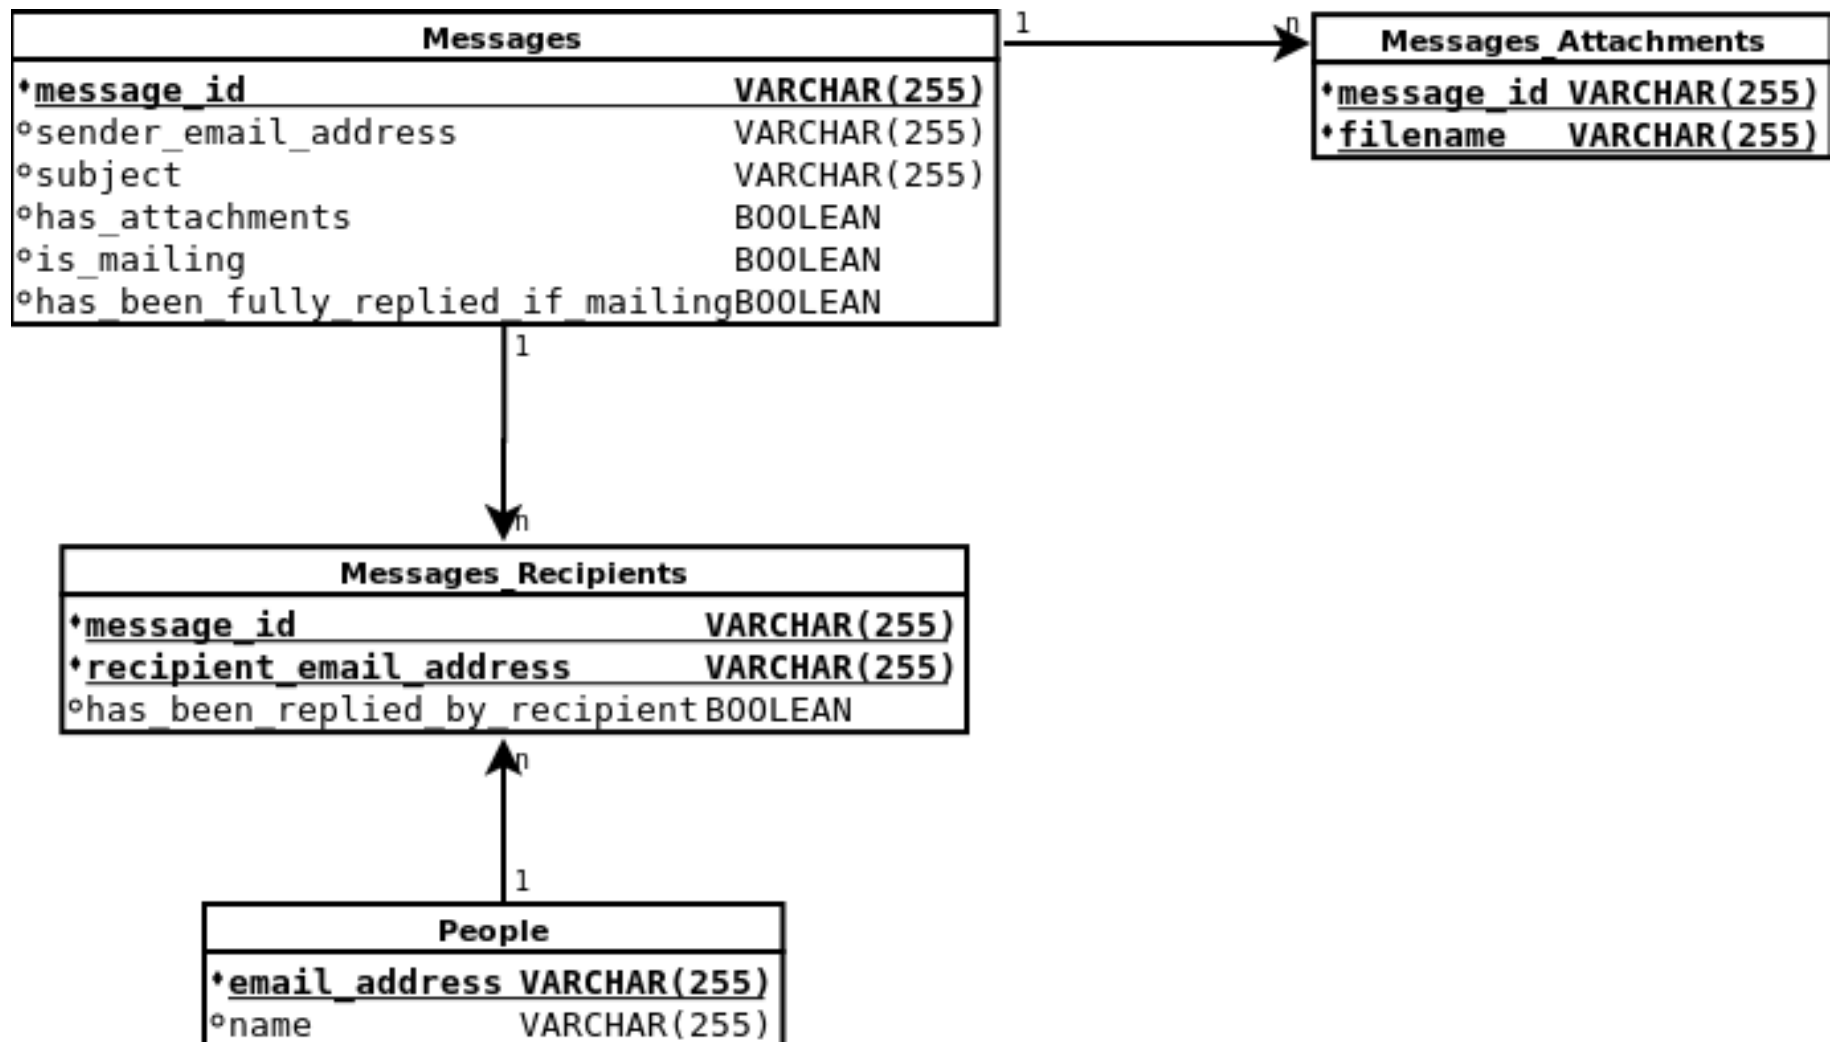 Messages
message_id VARCHAR(255)
sender_email_address VARCHAR(255)
subject VARCHAR(255)
has_attachments BOOLEAN
is_mailing BOOLEAN
has_been_fully_replied_if_mailing BOOLEAN
1 n
Messages_Attachments
message_id VARCHAR(255)
filename VARCHAR(255)
1
n
Messages_Recipients
message_id VARCHAR(255)
recipient_email_address VARCHAR(255)
has_been_replied_by_recipient BOOLEAN
n
1
People
email_address VARCHAR(255)
name VARCHAR(255)